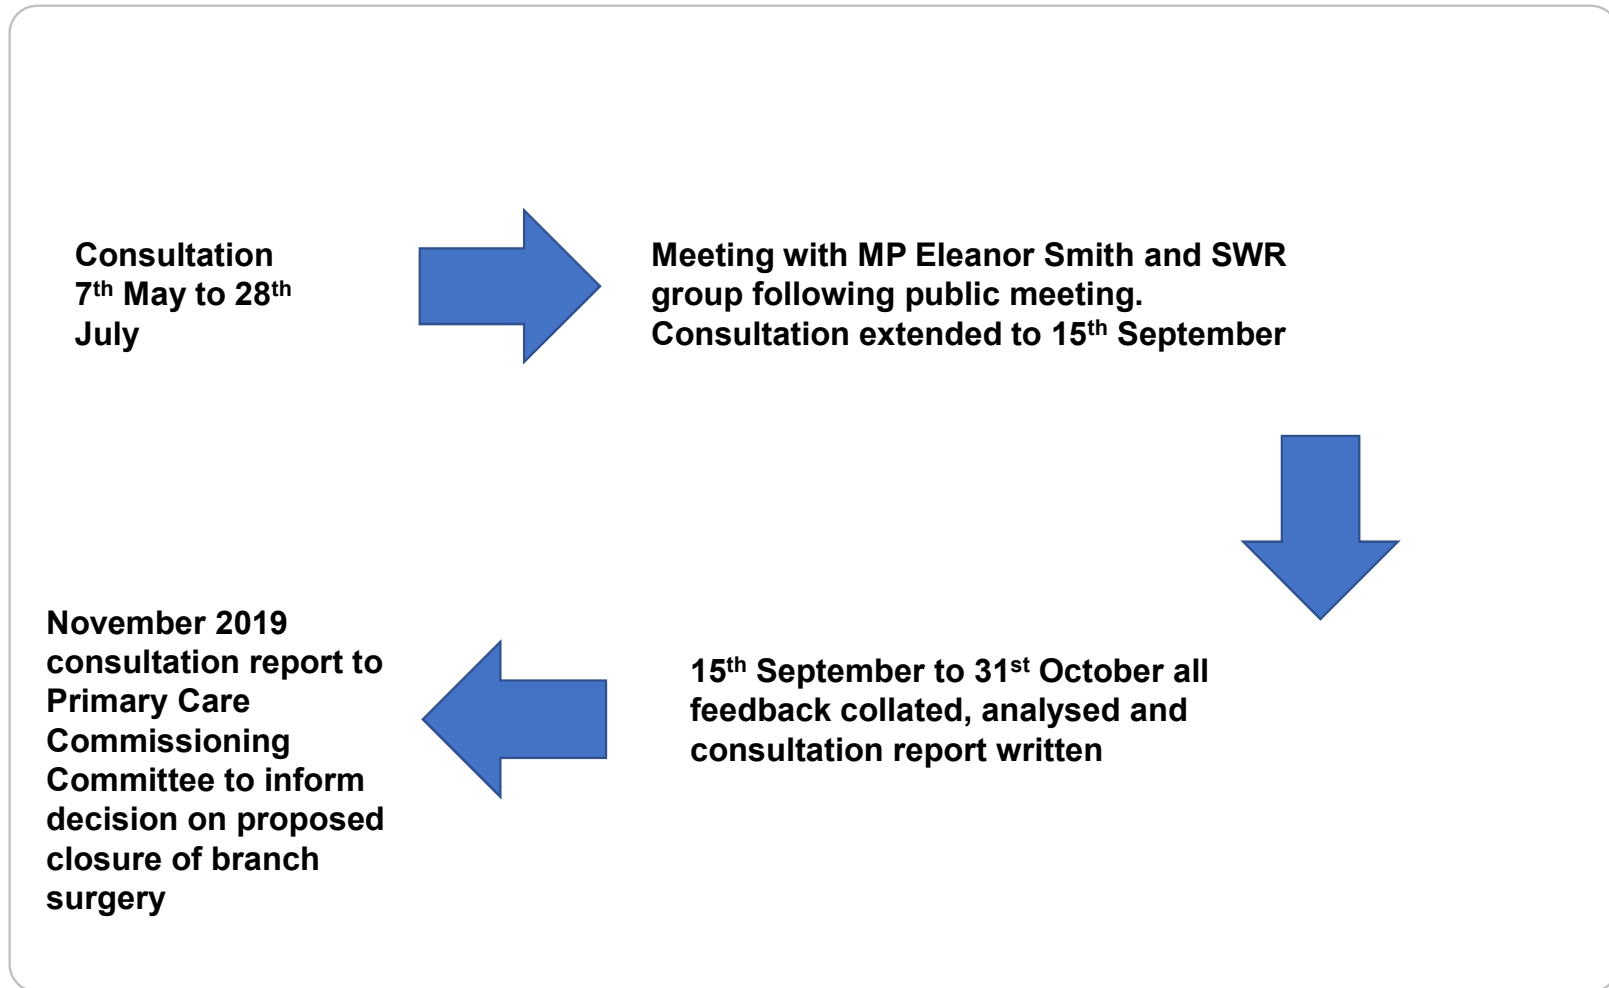 Consultation
7th May to 28th
July
Meeting with MP Eleanor Smith and SWR
group following public meeting.
Consultation extended to 15th September
15th September to 31st October all
feedback collated, analysed and
consultation report written
November 2019
consultation report to
Primary Care
Commissioning
Committee to inform
decision on proposed
closure of branch
surgery